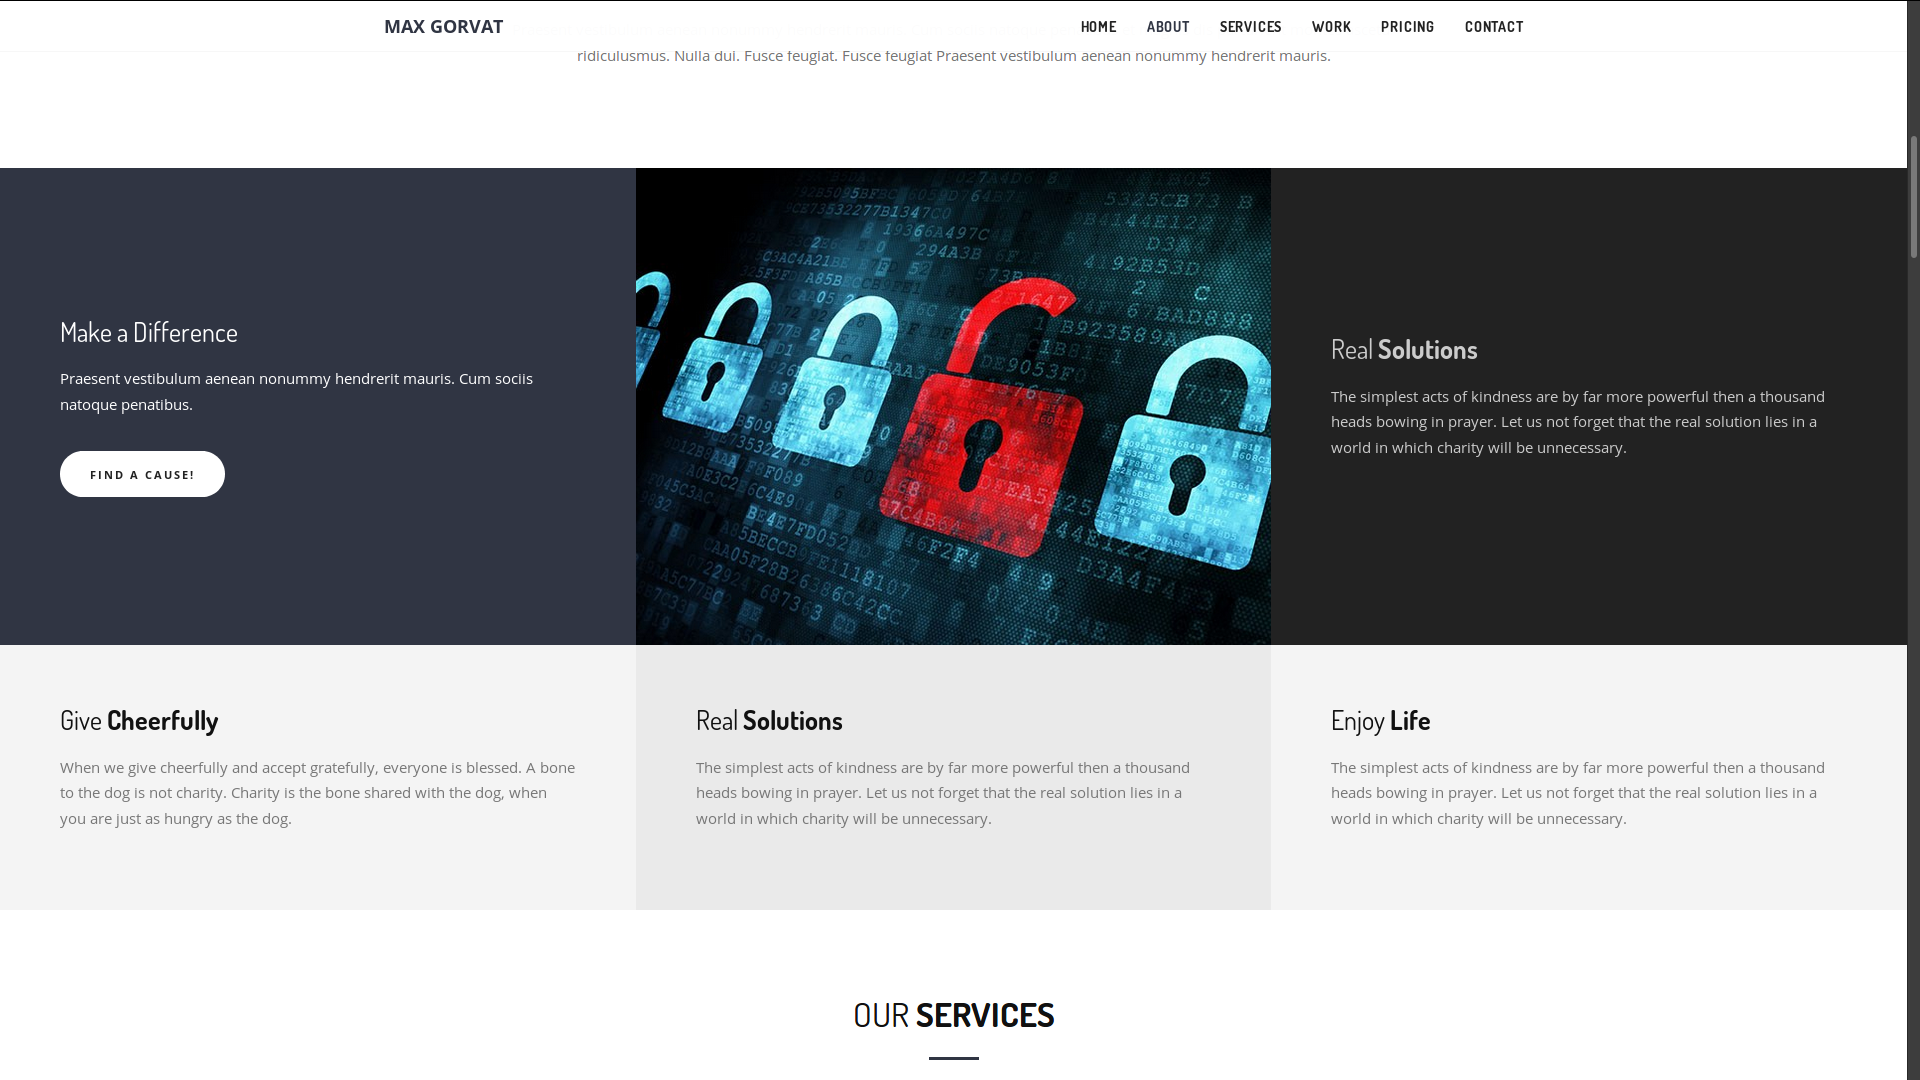 MAX GORVAT
HOME ABOUT SERVICES WORK PRICING CONTACT
ridiculusmus. Nulla dui. Fusce feugiat. Fusce feugiat Praesent vestibulum aenean nonummy hendrerit mauris.
Make a Difference
Praesent vestibulum aenean nonummy hendrerit mauris. Cum sociis
natoque penatibus.
FIND A CAUSE!
Real Solutions
The simplest acts of kindness are by far more powerful then a thousand
heads bowing in prayer. Let us not forget that the real solution lies in a
world in which charity will be unnecessary.
Give Cheerfully
When we give cheerfully and accept gratefully, everyone is blessed. A bone
to the dog is not charity. Charity is the bone shared with the dog, when
you are just as hungry as the dog.
Real Solutions
The simplest acts of kindness are by far more powerful then a thousand
heads bowing in prayer. Let us not forget that the real solution lies in a
world in which charity will be unnecessary.
Enjoy Life
The simplest acts of kindness are by far more powerful then a thousand
heads bowing in prayer. Let us not forget that the real solution lies in a
world in which charity will be unnecessary.
OUR SERVICES